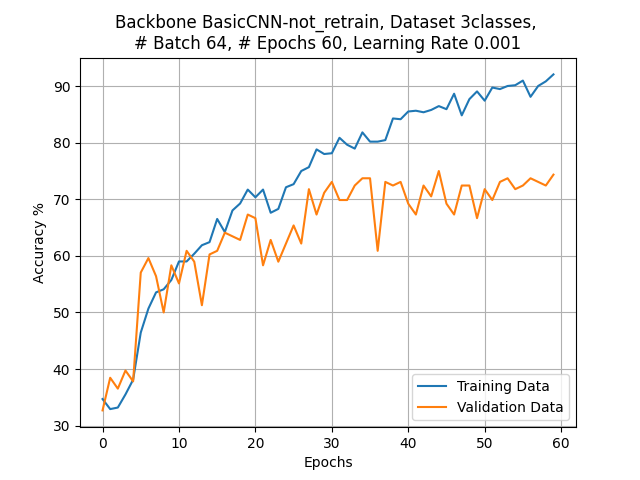 Backbone BasicCNN-not_retrain, Dataset 3classes,
# Batch 64, # Epochs 60, Learning Rate 0.001
Accuracy %
90
80
70
60
50
40
30
Training Data
Validation Data
0 10 20 30 40 50 60
Epochs